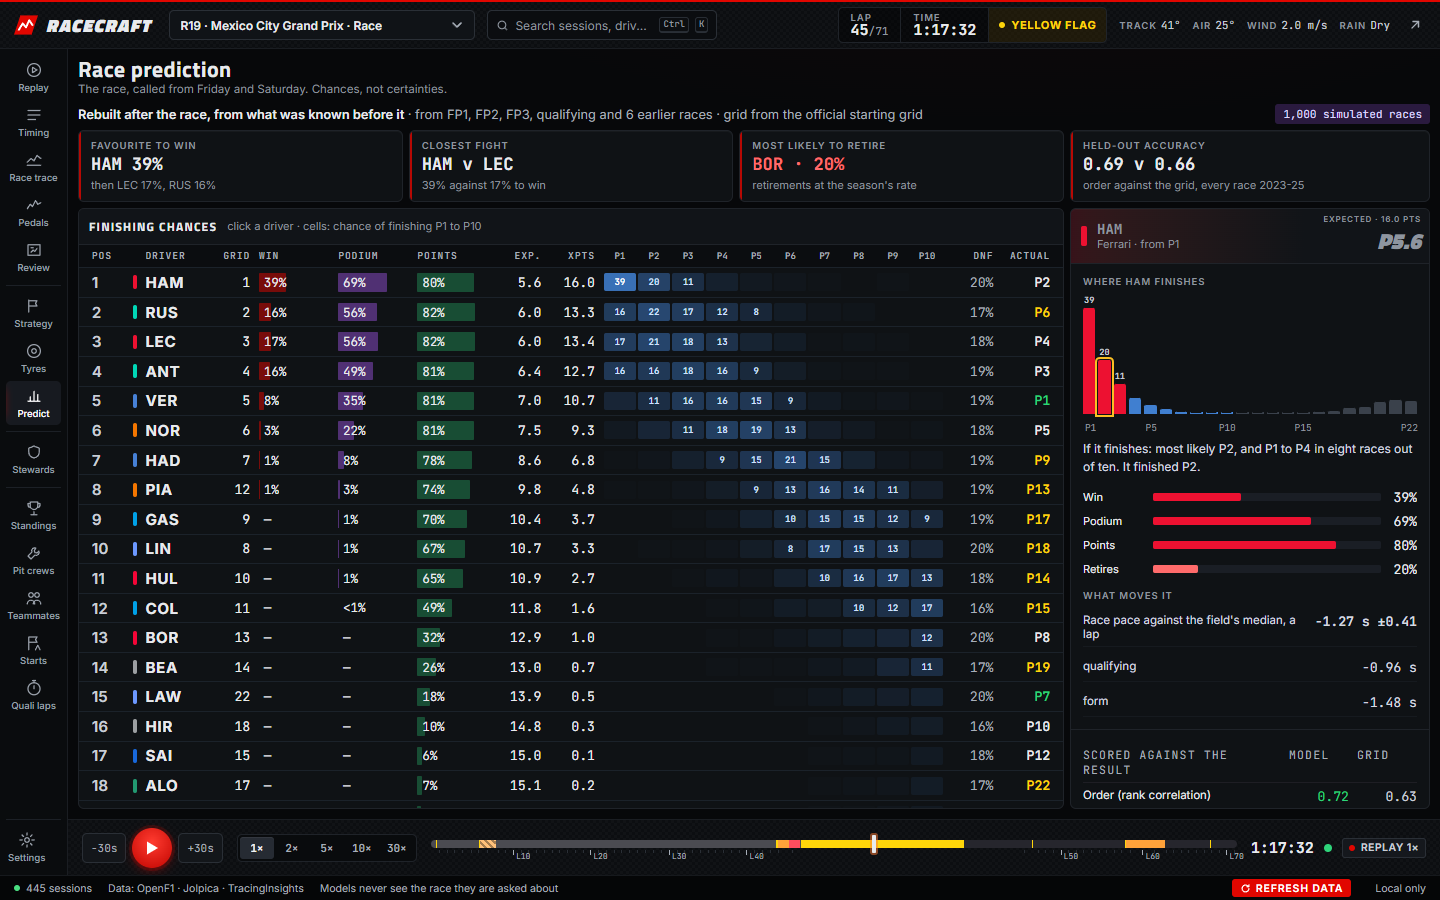 RACECRAFT
R19 · Mexico City Grand Prix · Race
Search sessions, driv... Ctrl K
LAP 45/71
TIME 1:17:32
YELLOW FLAG
TRACK 41° AIR 25° WIND 2.0 m/s RAIN Dry
Replay
Timing
Race trace
Pedals
Review
Strategy
Tyres
Predict
Stewards
Standings
Pit crews
Teammates
Starts
Quali laps
Settings
Race prediction
The race, called from Friday and Saturday. Chances, not certainties.
Rebuilt after the race, from what was known before it · from FP1, FP2, FP3, qualifying and 6 earlier races · grid from the official starting grid
1,000 simulated races
FAVOURITE TO WIN
HAM 39%
then LEC 17%, RUS 16%
CLOSEST FIGHT
HAM v LEC
39% against 17% to win
MOST LIKELY TO RETIRE
BOR · 20%
retirements at the season's rate
HELD-OUT ACCURACY
0.69 v 0.66
order against the grid, every race 2023-25
FINISHING CHANCES click a driver · cells: chance of finishing P1 to P10
POS DRIVER GRID WIN PODIUM POINTS EXP. XPTS P1 P2 P3 P4 P5 P6 P7 P8 P9 P10 DNF ACTUAL
1 HAM 1 39% 69% 80% 5.6 16.0 39 20 11 20% P2
2 RUS 2 16% 56% 82% 6.0 13.3 16 22 17 12 8 17% P6
3 LEC 3 17% 56% 82% 6.0 13.4 17 21 18 13 18% P4
4 ANT 4 16% 49% 81% 6.4 12.7 16 16 18 16 9 19% P3
5 VER 5 8% 35% 81% 7.0 10.7 11 16 16 15 9 19% P1
6 NOR 6 3% 22% 81% 7.5 9.3 11 18 19 13 18% P5
7 HAD 7 1% 8% 78% 8.6 6.8 9 15 21 15 19% P9
8 PIA 12 1% 3% 74% 9.8 4.8 9 13 16 14 11 19% P13
9 GAS 9 – 1% 70% 10.4 3.7 10 15 15 12 9 19% P17
10 LIN 8 – 1% 67% 10.7 3.3 8 17 15 13 20% P18
11 HUL 10 – 1% 65% 10.9 2.7 10 16 17 13 18% P14
12 COL 11 – <1% 49% 11.8 1.6 10 12 17 16% P15
13 BOR 13 – – 32% 12.9 1.0 12 20% P8
14 BEA 14 – – 26% 13.0 0.7 11 17% P19
15 LAW 22 – – 18% 13.9 0.5 20% P7
16 HIR 18 – – 10% 14.8 0.3 16% P10
17 SAI 15 – – 6% 15.0 0.1 18% P12
18 ALO 17 – – 7% 15.1 0.2 17% P22
HAM
Ferrari · from P1
EXPECTED · 16.0 PTS
P5.6
WHERE HAM FINISHES
39
20
11
P1 P5 P10 P15 P22
If it finishes: most likely P2, and P1 to P4 in eight races out
of ten. It finished P2.
Win 39%
Podium 69%
Points 80%
Retires 20%
WHAT MOVES IT
Race pace against the field's median, a
lap
-1.27 s ±0.41
qualifying -0.96 s
form -1.48 s
SCORED AGAINST THE
RESULT
MODEL GRID
Order (rank correlation) 0.72 0.63
-30s +30s 1× 2× 5× 10× 30×
L10 L20 L30 L40 L50 L60 L70
1:17:32 REPLAY 1×
445 sessions Data: OpenF1 · Jolpica · TracingInsights Models never see the race they are asked about
REFRESH DATA Local only